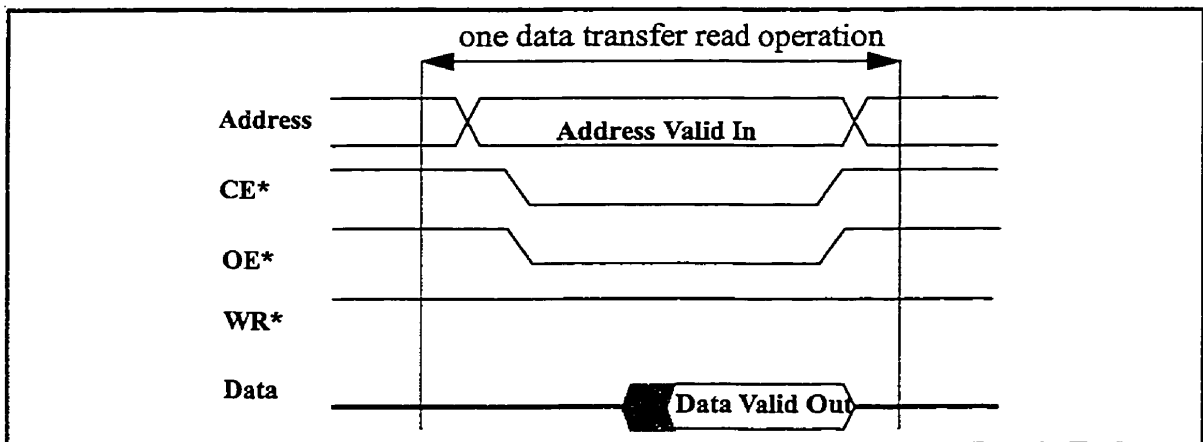 one data transfer read operation
Address
Address Valid In
CE*
OE*
WR*
Data
Data Valid Out